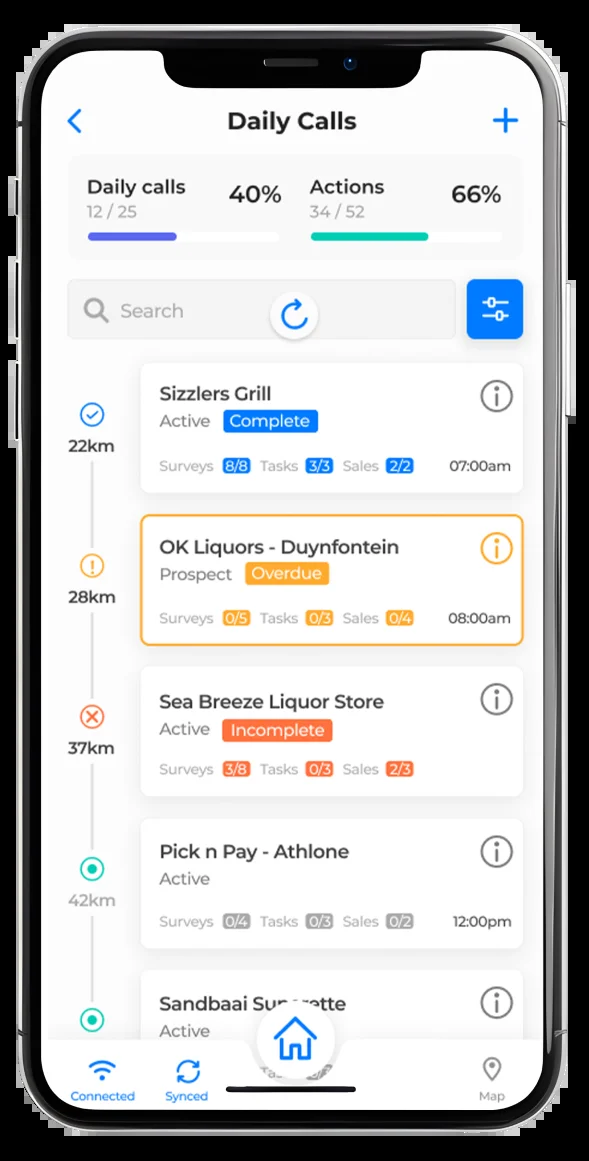 Daily Calls
Daily calls 40% Actions 66%
12 / 25 34 / 52
Search
Sizzlers Grill
Active Complete
22km
Surveys 8/8 Tasks 3/3 Sales 2/2 07:00am
OK Liquors - Duynfontein
Prospect Overdue
28km
Surveys 0/5 Tasks 0/3 Sales 0/4 08:00am
Sea Breeze Liquor Store
Active Incomplete
37km
Surveys 3/8 Tasks 0/3 Sales 2/3
Pick n Pay - Athlone
Active
42km
Surveys 0/4 Tasks 0/3 Sales 0/2 12:00pm
Sandbaai
Active
Connected Synced Map